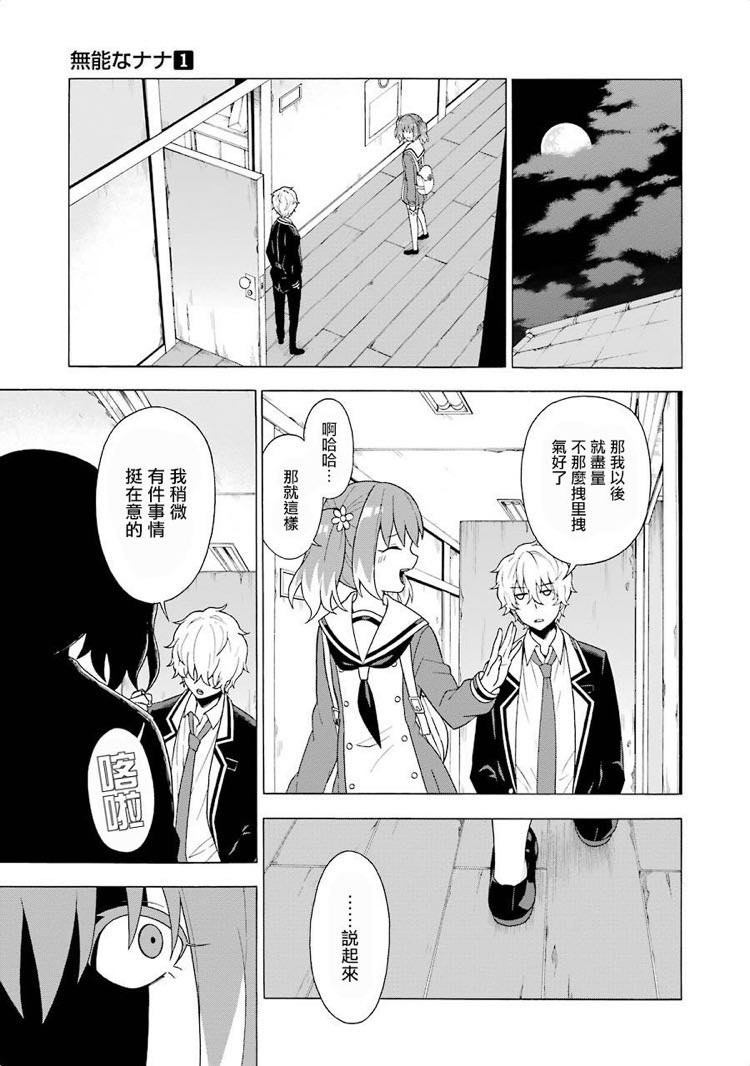 無能なナナ1
那我以後
就盡量
不那麼拽里拽
氣好了
啊哈哈…
那就這樣
……
説起來
我稍微
有件事情
挺在意的
喀啦